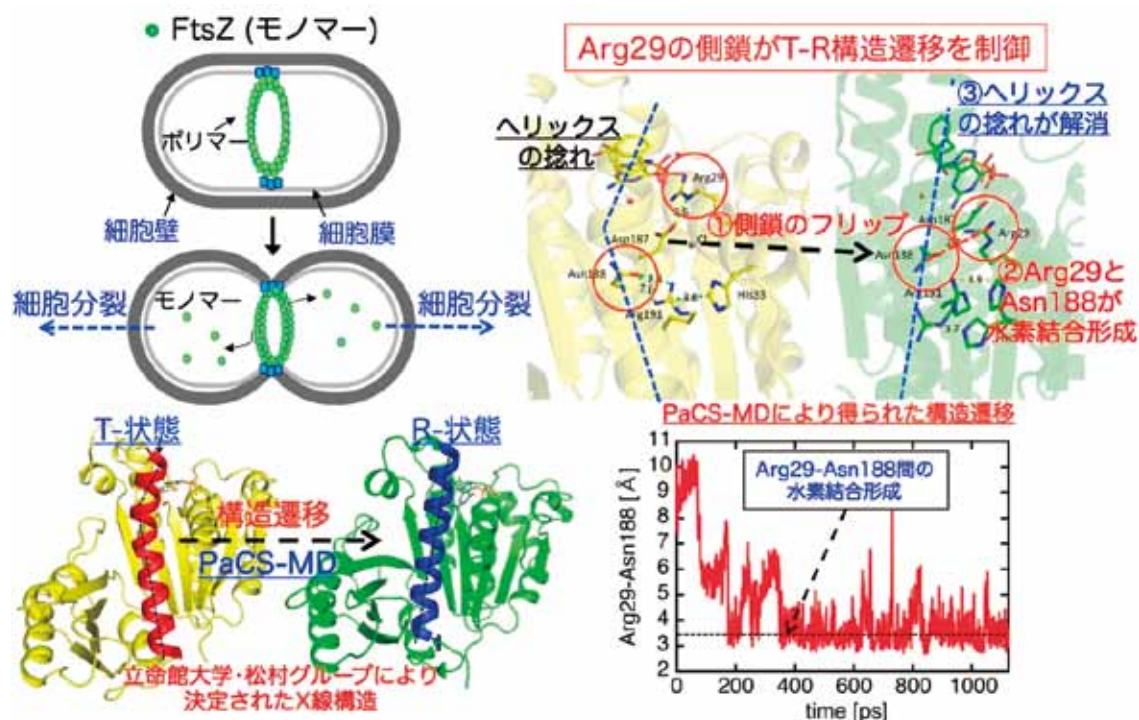 FtsZ (モノマー)
ポリマー
細胞壁
細胞膜
モノマー
細胞分裂
細胞分裂
T-状態
R-状態
構造遷移
PaCS-MD
立命館大学・松村グループにより
決定されたX線構造
Arg29の側鎖がT-R構造遷移を制御
ヘリックス
の捻れ
③ヘリックス
の捻れが解消
Arg29
①側鎖のフリップ
Asn187
Asn188
Arg191
His33
Asn188
Arg29
②Arg29と
Asn188が
水素結合形成
PaCS-MDにより得られた構造遷移
Arg29-Asn188間の
水素結合形成
Arg29-Asn188 [Å]
11
10
9
8
7
6
5
4
3
2
0
200
400
600
800
1000
time [ps]